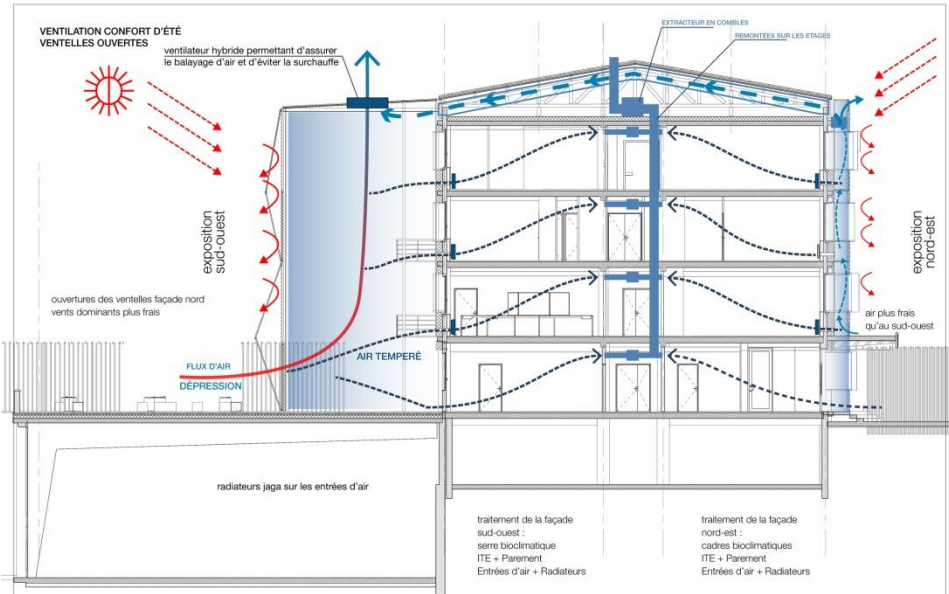 VENTILATION CONFORT D'ÉTÉ
VENTELLES OUVERTES
ventilateur hybride permettant d'assurer
le balayage d'air et d'éviter la surchauffe
EXTRACTEUR EN COMBLES
REMONTÉES SUR LES ETAGES
exposition
sud-ouest
exposition
nord-est
ouvertures des ventelles façade nord
vents dominants plus frais
air plus frais
qu'au sud-ouest
FLUX D'AIR
DÉPRESSION
AIR TEMPERÉ
radiateurs jaga sur les entrées d'air
traitement de la façade
sud-ouest :
serre bioclimatique
ITE + Parement
Entrées d'air + Radiateurs
traitement de la façade
nord-est :
cadres bioclimatiques
ITE + Parement
Entrées d'air + Radiateurs